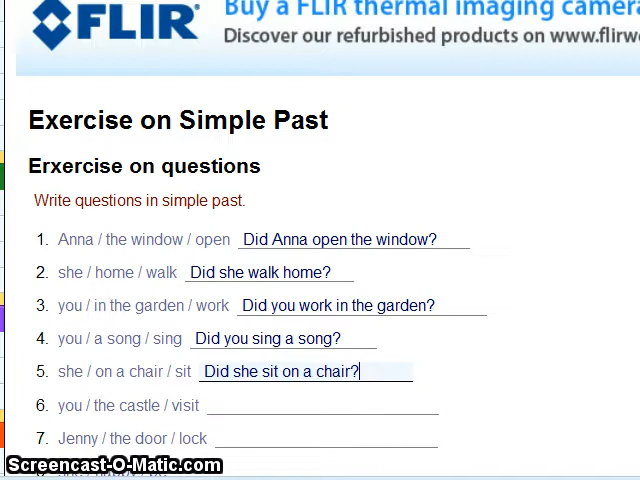 FLIR
Buy a FLIR thermal imaging camera
Discover our refurbished products on www.flirw
Exercise on Simple Past
Erxercise on questions
Write questions in simple past.
1. Anna / the window / open Did Anna open the window?
2. she / home / walk Did she walk home?
3. you / in the garden / work Did you work in the garden?
4. you / a song / sing Did you sing a song?
5. she / on a chair / sit Did she sit on a chair?
6. you / the castle / visit
7. Jenny / the door / lock
Screencast-O-Matic.com